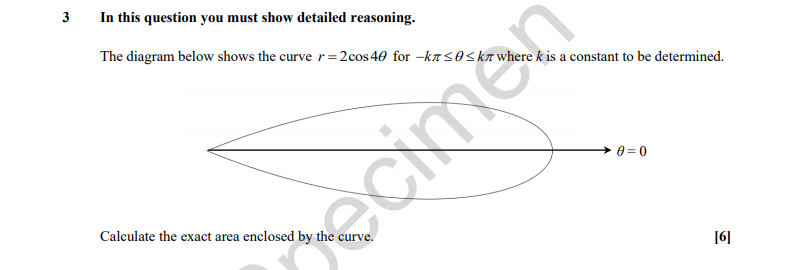 3 In this question you must show detailed reasoning.
The diagram below shows the curve r = 2cos4θ for −kπ ≤ θ ≤ kπ where k is a constant to be determined.
θ = 0
Calculate the exact area enclosed by the curve. [6]
Specimen